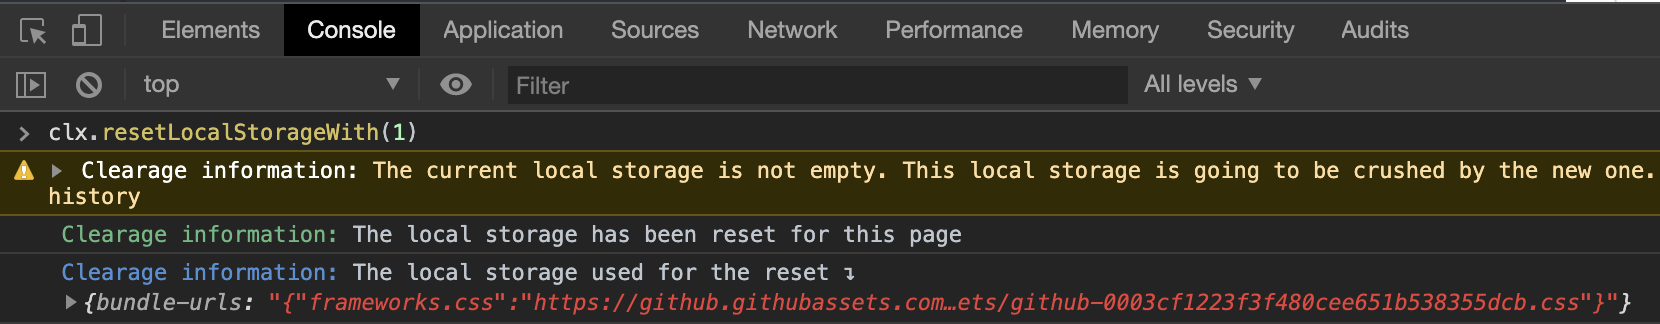 Elements Console Application Sources Network Performance Memory Security Audits
top Filter All levels
clx.resetLocalStorageWith(1)
Clearage information: The current local storage is not empty. This local storage is going to be crushed by the new one.
history
Clearage information: The local storage has been reset for this page
Clearage information: The local storage used for the reset ↴
{bundle-urls: "{"frameworks.css":"https://github.githubassets.com…ets/github-0003cf1223f3f480cee651b538355dcb.css"}"}